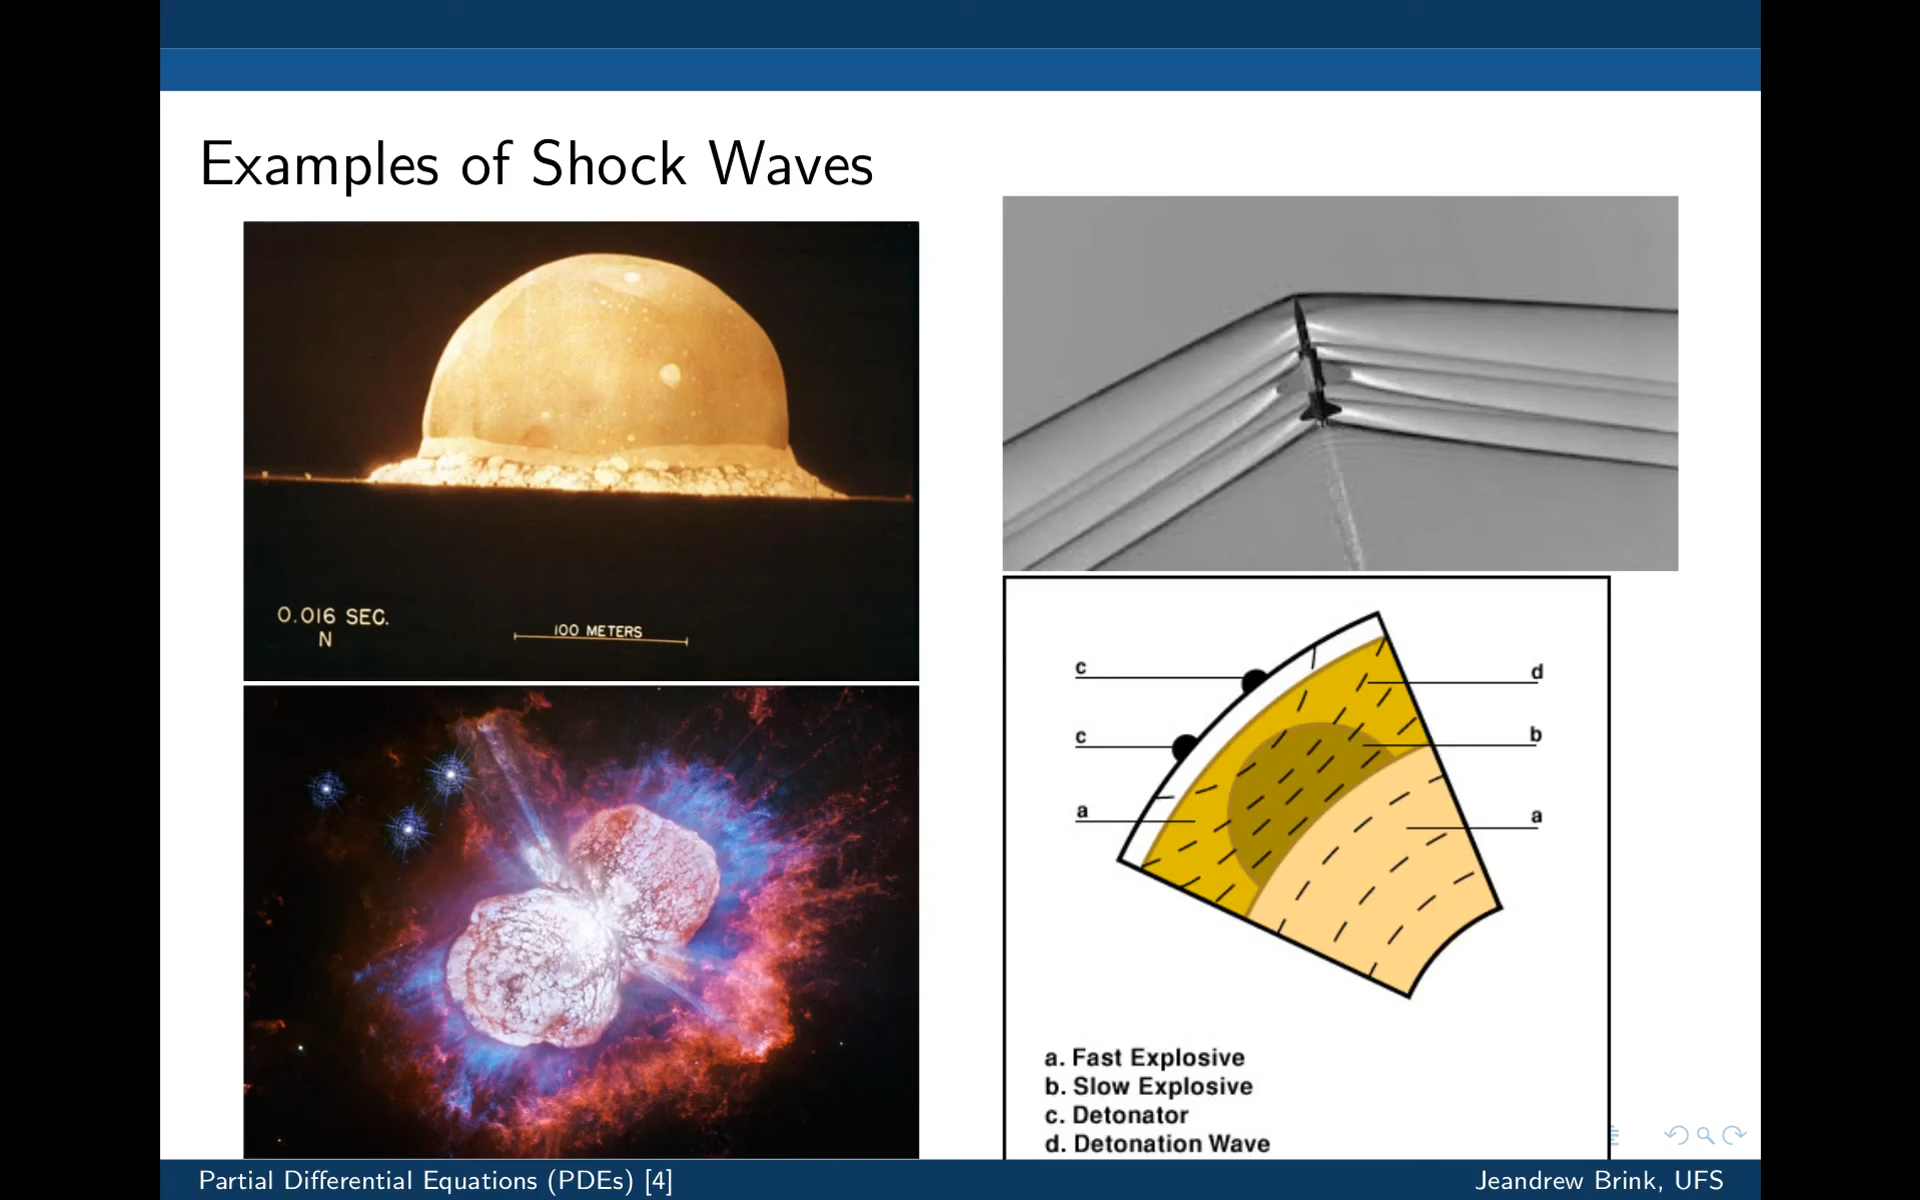 Examples of Shock Waves
0.016 SEC.
N
100 METERS
c
c
a
d
b
a
a. Fast Explosive
b. Slow Explosive
c. Detonator
d. Detonation Wave
Partial Differential Equations (PDEs) [4]
Jeandrew Brink, UFS